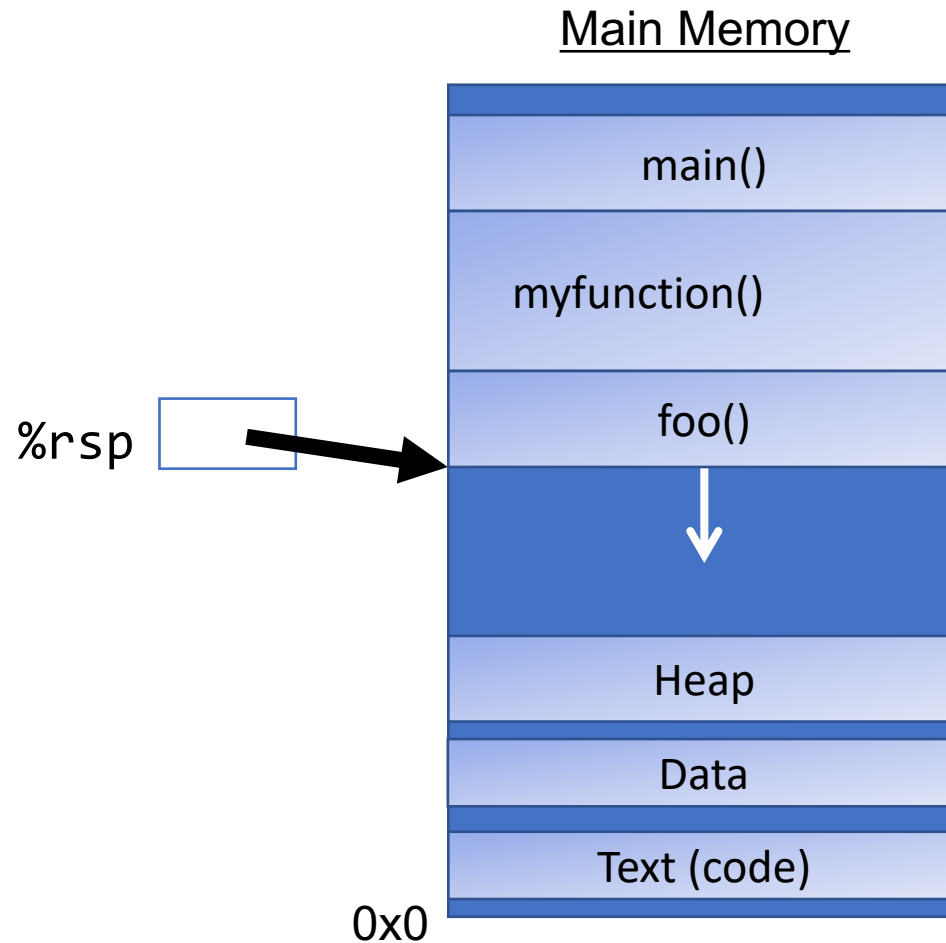 Main Memory
main()
myfunction()
foo()
%rsp
Heap
Data
Text (code)
0x0